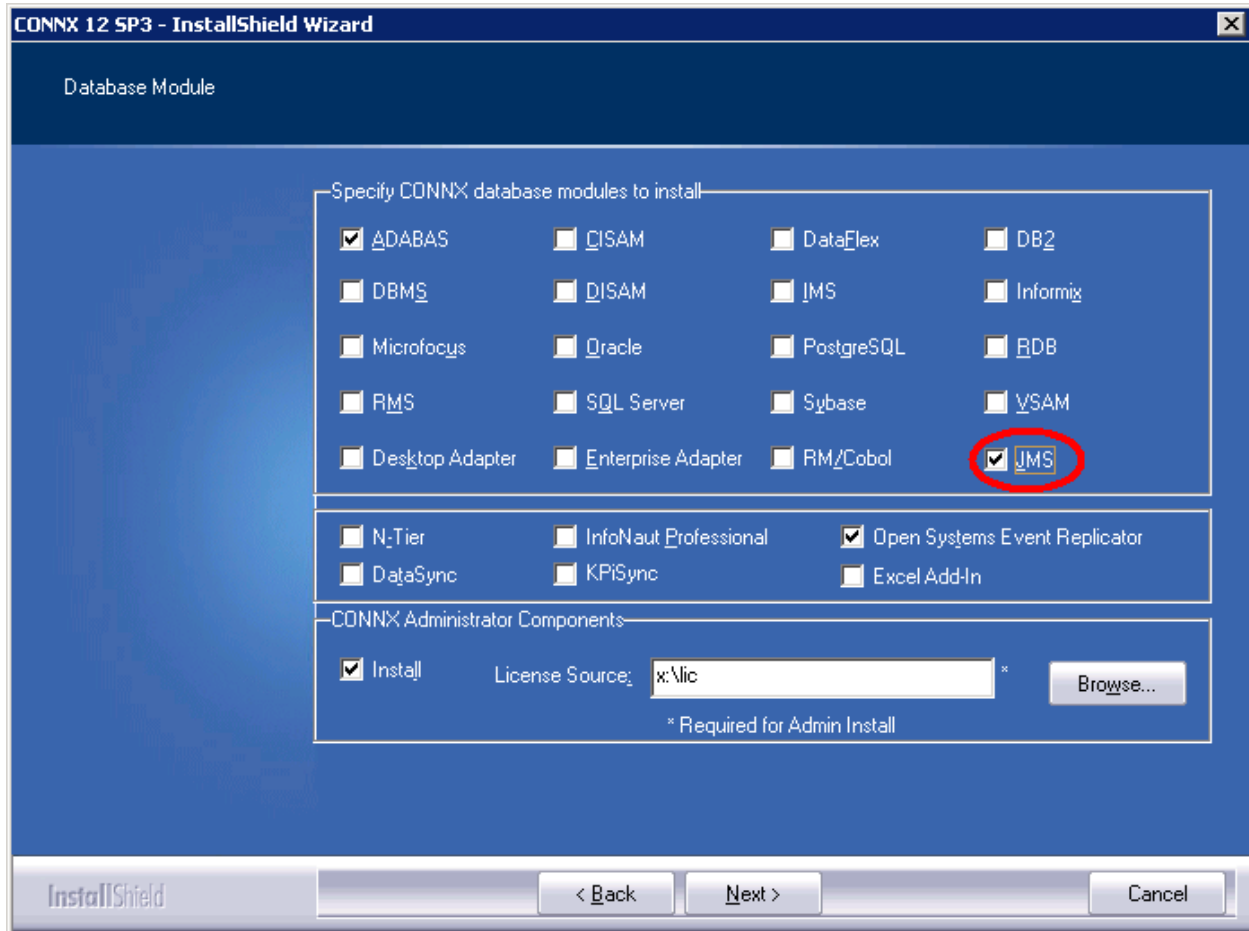 CONNX 12 SP3 - InstallShield Wizard
Database Module
Specify CONNX database modules to install
ADABAS CISAM DataFlex DB2
DBMS DISAM IMS Informix
Microfocus Oracle PostgreSQL RDB
RMS SQL Server Sybase VSAM
Desktop Adapter Enterprise Adapter RM/Cobol JMS
N-Tier InfoNaut Professional Open Systems Event Replicator
DataSync KPiSync Excel Add-In
CONNX Administrator Components
Install License Source: x:\lic * Browse...
* Required for Admin Install
InstallShield < Back Next > Cancel